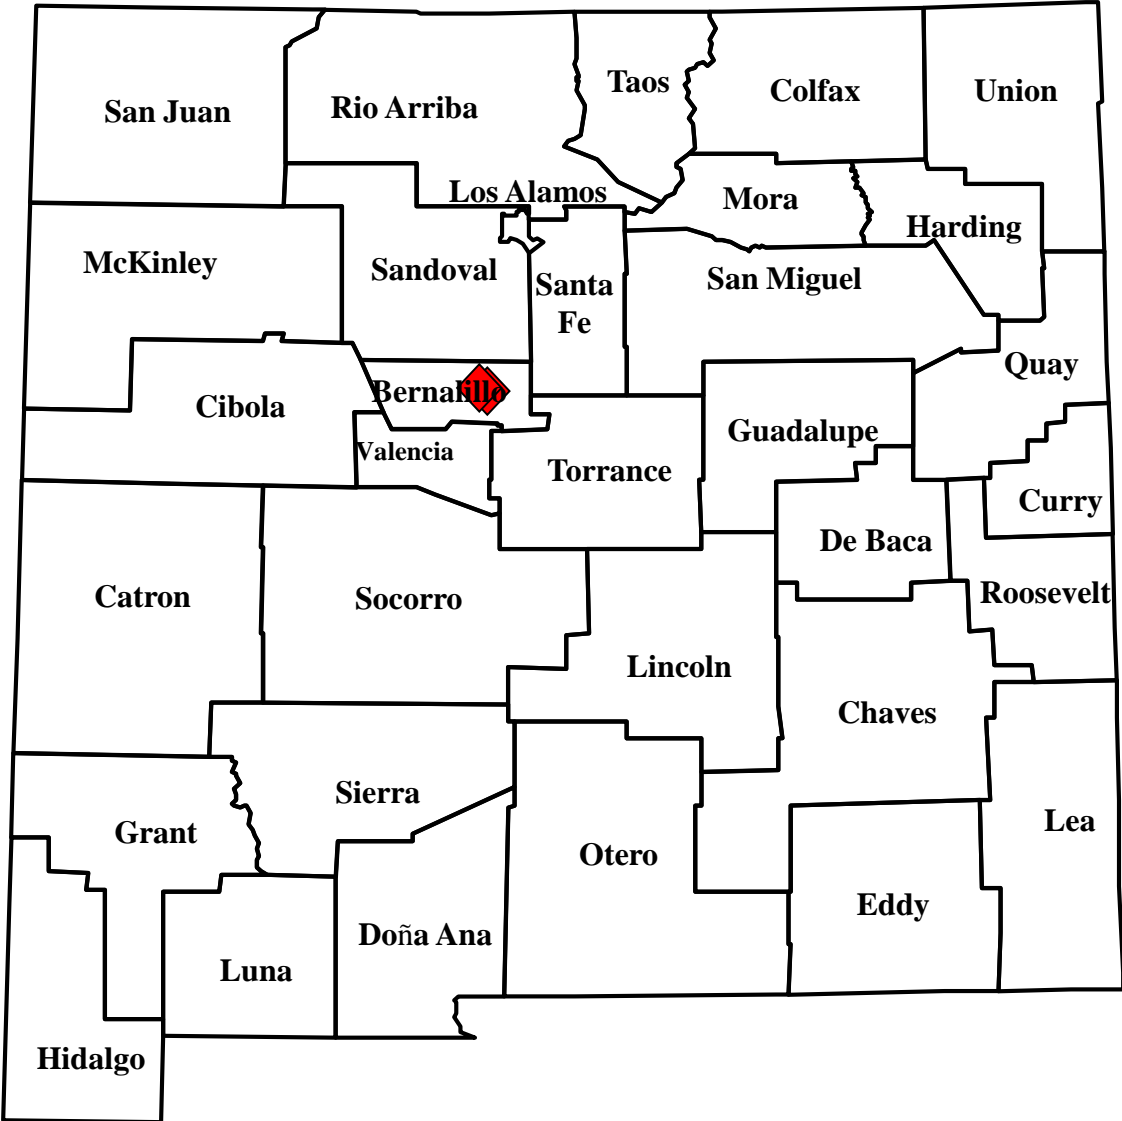 Taos
Colfax
Union
San Juan
Rio Arriba
Los Alamos
Mora
Harding
McKinley
Sandoval
Santa
Fe
San Miguel
Quay
Bernalillo
Cibola
Guadalupe
Valencia
Torrance
Curry
De Baca
Catron
Socorro
Roosevelt
Lincoln
Chaves
Sierra
Grant
Lea
Otero
Eddy
Doña Ana
Luna
Hidalgo